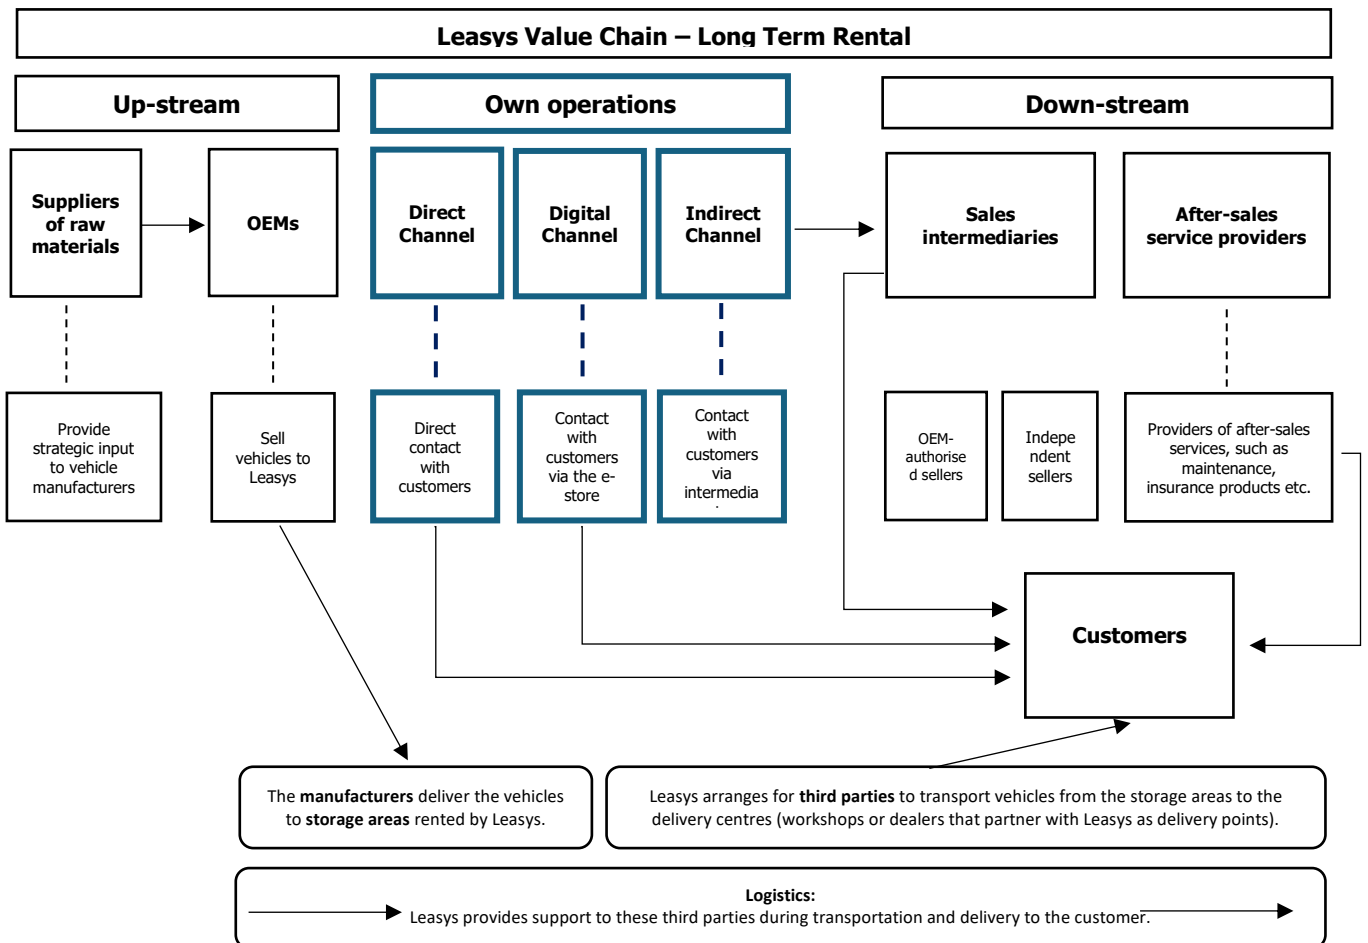 Leasys Value Chain – Long Term Rental
Up-stream
Own operations
Down-stream
Suppliers
of raw
materials
OEMs
Direct
Channel
Digital
Channel
Indirect
Channel
Sales
intermediaries
After-sales
service providers
Provide
strategic input
to vehicle
manufacturers
Sell
vehicles to
Leasys
Direct
contact
with
customers
Contact
with
customers
via the e-
store
Contact
with
customers
via
intermedia
OEM-
authorise
d sellers
Indepe
ndent
sellers
Providers of after-sales
services, such as
maintenance,
insurance products etc.
Customers
The manufacturers deliver the vehicles
to storage areas rented by Leasys.
Leasys arranges for third parties to transport vehicles from the storage areas to the
delivery centres (workshops or dealers that partner with Leasys as delivery points).
Logistics:
Leasys provides support to these third parties during transportation and delivery to the customer.